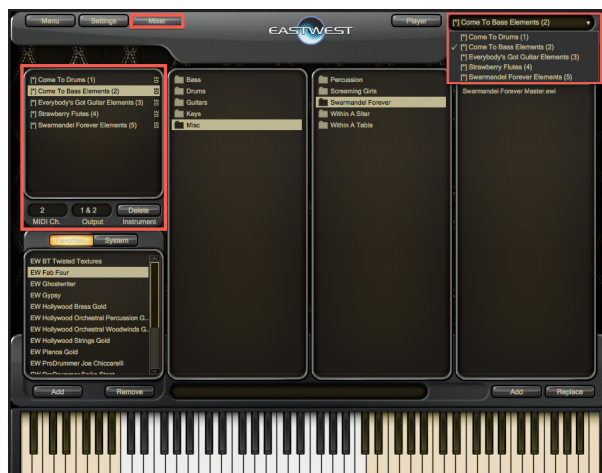 Menu
Settings
Mixer
EASTWEST
Player
[*] Come To Bass Elements (2)
[*] Come To Drums (1)
✓ [*] Come To Bass Elements (2)
[*] Everybody's Got Guitar Elements (3)
[*] Strawberry Flutes (4)
[*] Swarmandel Forever Elements (5)
[*] Come To Drums (1)
[*] Come To Bass Elements (2)
[*] Everybody's Got Guitar Elements (3)
[*] Strawberry Flutes (4)
[*] Swarmandel Forever Elements (5)
2
1 & 2
Delete
MIDI Ch.
Output
Instrument
Bass
Drums
Guitars
Keys
Misc
Percussion
Screaming Girls
Swarmandel Forever
Within A Sitar
Within A Tabla
Swarmandel Forever Master.ewi
Favorites
System
EW BT Twisted Textures
EW Fab Four
EW Ghostwriter
EW Gypsy
EW Hollywood Brass Gold
EW Hollywood Orchestral Percussion G..
EW Hollywood Orchestral Woodwinds G..
EW Hollywood Strings Gold
EW Pianos Gold
EW ProDrummer Joe Chiccarelli
EW ProDrummer Spike Stent
Add
Remove
Add
Replace